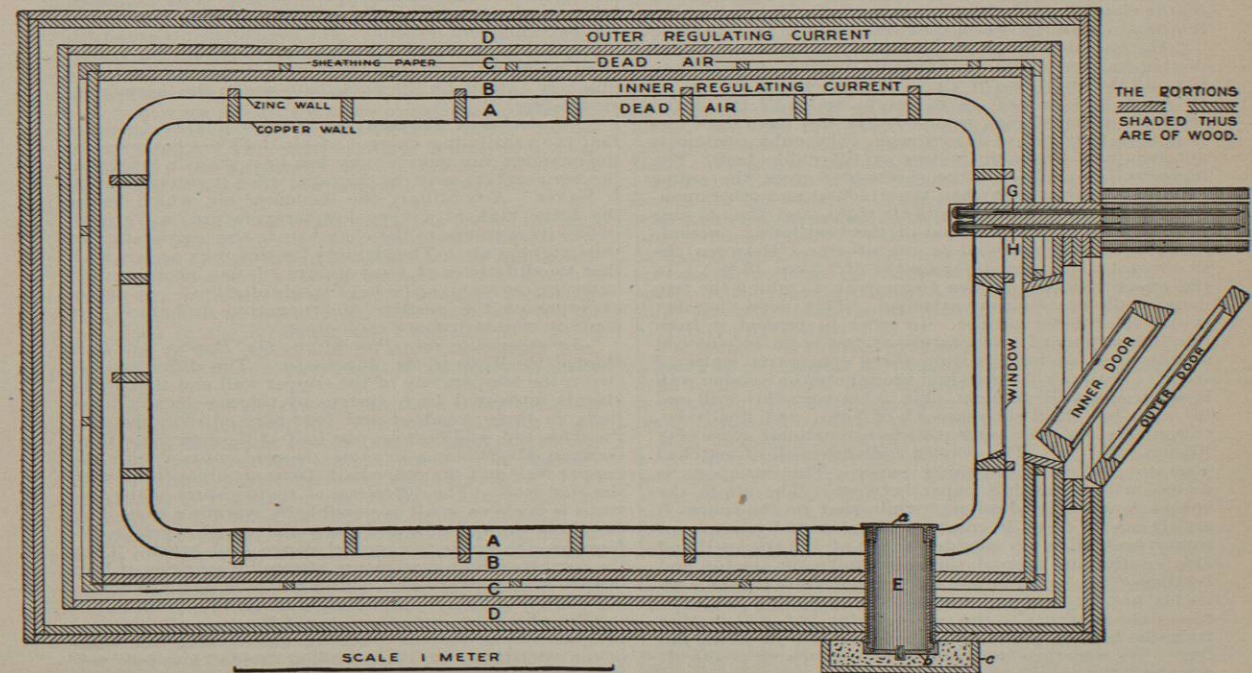 D OUTER REGULATING CURRENT
SHEATHING PAPER C DEAD AIR
B INNER REGULATING CURRENT
ZINC WALL A DEAD AIR
COPPER WALL
THE PORTIONS
SHADED THUS
ARE OF WOOD.
G
H
WINDOW
INNER DOOR
OUTER DOOR
a
A
B
C
D
E
b
c
SCALE 1 METER